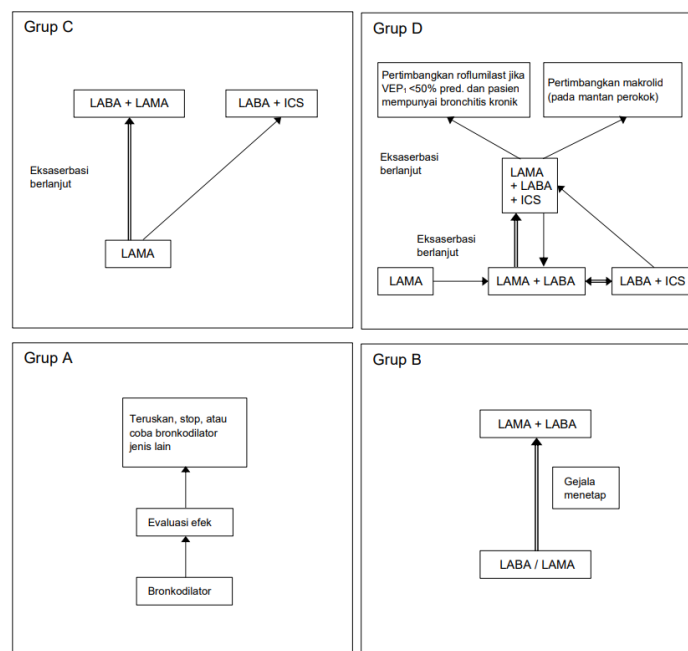 Grup C
LABA + LAMA
LABA + ICS
Eksaserbasi
berlanjut
LAMA
Grup D
Pertimbangkan roflumilast jika
VEP₁ <50% pred. dan pasien
mempunyai bronchitis kronik
Pertimbangkan makrolid
(pada mantan perokok)
Eksaserbasi
berlanjut
LAMA
+ LABA
+ ICS
Eksaserbasi
berlanjut
LAMA
LAMA + LABA
LABA + ICS
Grup A
Teruskan, stop, atau
coba bronkodilator
jenis lain
Evaluasi efek
Bronkodilator
Grup B
LAMA + LABA
Gejala
menetap
LABA / LAMA